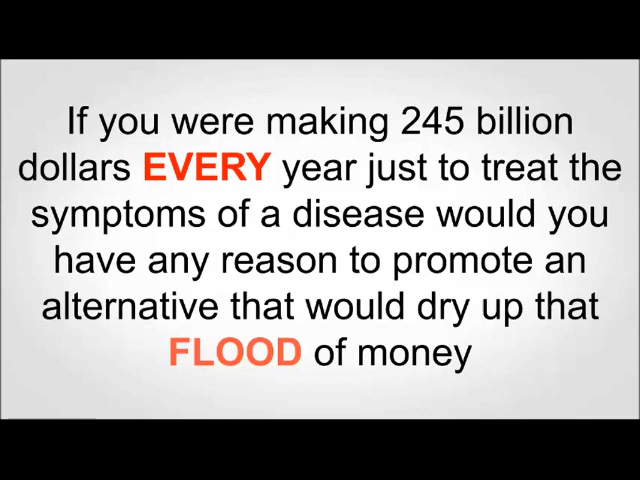 If you were making 245 billion
dollars EVERY year just to treat the
symptoms of a disease would you
have any reason to promote an
alternative that would dry up that
FLOOD of money